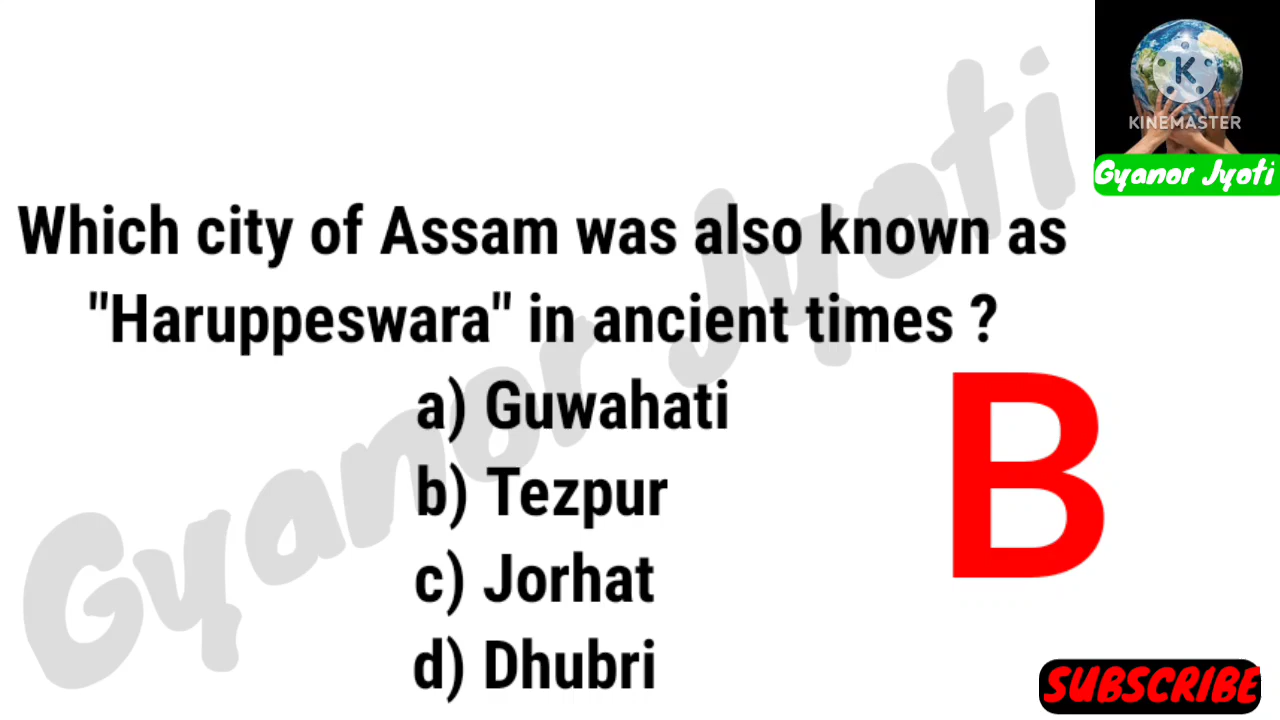 K
KINEMASTER
Gyanor Jyoti
Which city of Assam was also known as
"Haruppeswara" in ancient times ?
a) Guwahati
b) Tezpur
c) Jorhat
d) Dhubri
B
Gyanor Jyoti
SUBSCRIBE